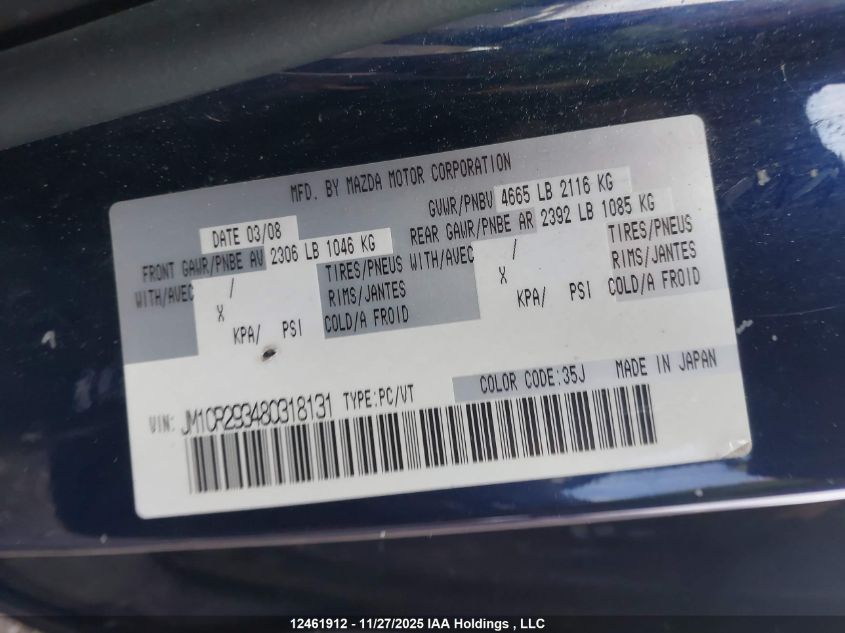 MFD. BY MAZDA MOTOR CORPORATION
DATE 03/08
GVWR/PNBV 4665 LB 2116 KG
FRONT GAWR/PNBE AV 2306 LB 1046 KG
REAR GAWR/PNBE AR 2392 LB 1085 KG
WITH/AVEC / TIRES/PNEUS
X RIMS/JANTES
KPA/ PSI COLD/A FROID
WITH/AVEC / TIRES/PNEUS
X RIMS/JANTES
KPA/ PSI COLD/A FROID
VIN: JM1CR293480318131 TYPE:PC/VT
COLOR CODE:35J MADE IN JAPAN
12461912 - 11/27/2025 IAA Holdings , LLC